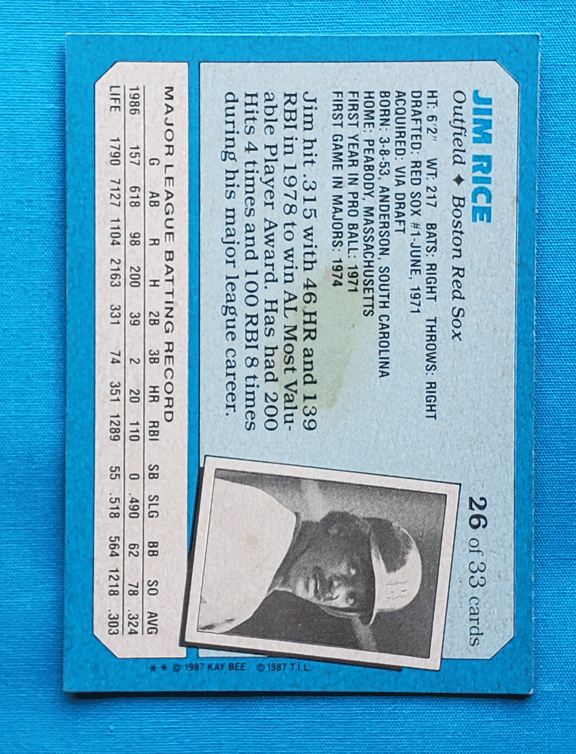 JIM RICE
Outfield ♦ Boston Red Sox
26 of 33 cards
HT: 6'2" WT: 217 BATS: RIGHT THROWS: RIGHT
DRAFTED: RED SOX #1-JUNE, 1971
ACQUIRED: VIA DRAFT
BORN: 3-8-53, ANDERSON, SOUTH CAROLINA
HOME: PEABODY, MASSACHUSETTS
FIRST YEAR IN PRO BALL: 1971
FIRST GAME IN MAJORS: 1974
Jim hit .315 with 46 HR and 139
RBI in 1978 to win AL Most Valu-
able Player Award. Has had 200
Hits 4 times and 100 RBI 8 times
during his major league career.
MAJOR LEAGUE BATTING RECORD
G AB R H 2B 3B HR RBI SB SLG BB SO AVG
1986 157 618 98 200 39 2 20 110 0 .490 62 78 .324
LIFE 1790 7127 1104 2163 331 74 351 1289 55 .518 564 1218 .303
** © 1987 KAY BEE © 1987 T.I.L.